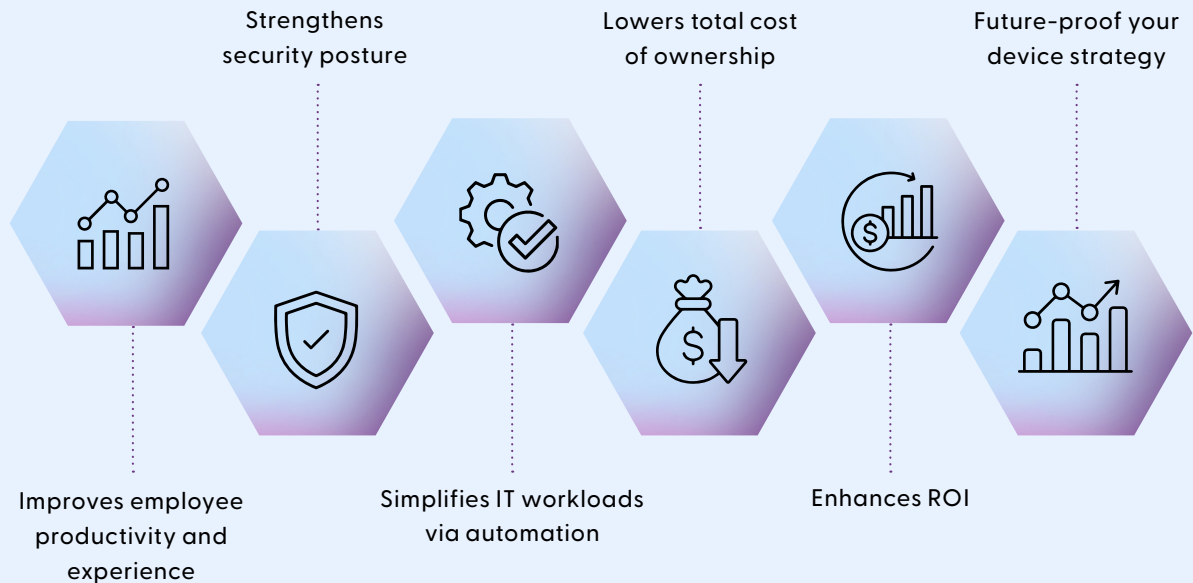 Strengthens
security posture
Lowers total cost
of ownership
Future-proof your
device strategy
Improves employee
productivity and
experience
Simplifies IT workloads
via automation
Enhances ROI
$
$